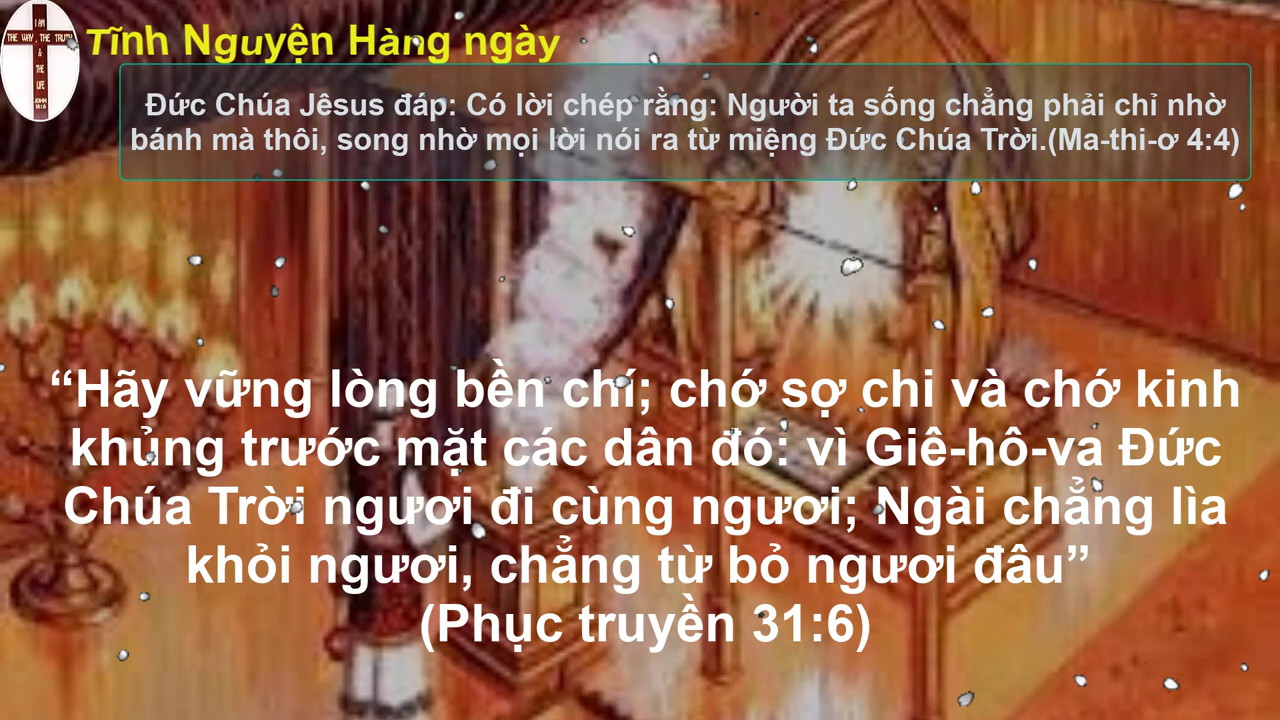 I AM
THE WAY, THE TRUTH
&
THE
LIFE
JOHN
14:6
Tĩnh Nguyện Hàng ngày
Đức Chúa Jêsus đáp: Có lời chép rằng: Người ta sống chẳng phải chỉ nhờ
bánh mà thôi, song nhờ mọi lời nói ra từ miệng Đức Chúa Trời.(Ma-thi-ơ 4:4)
“Hãy vững lòng bền chí; chớ sợ chi và chớ kinh
khủng trước mặt các dân đó: vì Giê-hô-va Đức
Chúa Trời ngươi đi cùng ngươi; Ngài chẳng lìa
khỏi ngươi, chẳng từ bỏ ngươi đâu”
(Phục truyền 31:6)